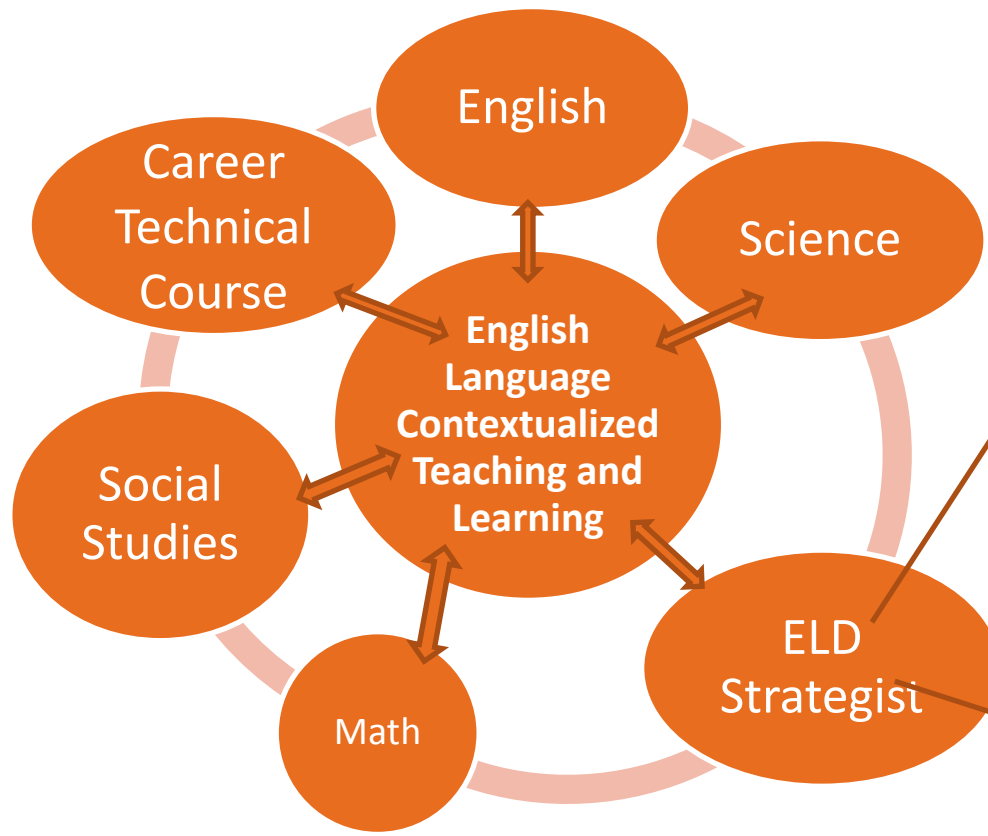 English
Career
Technical
Course
Science
English
Language
Contextualized
Teaching and
Learning
Social
Studies
ELD
Strategist
Math